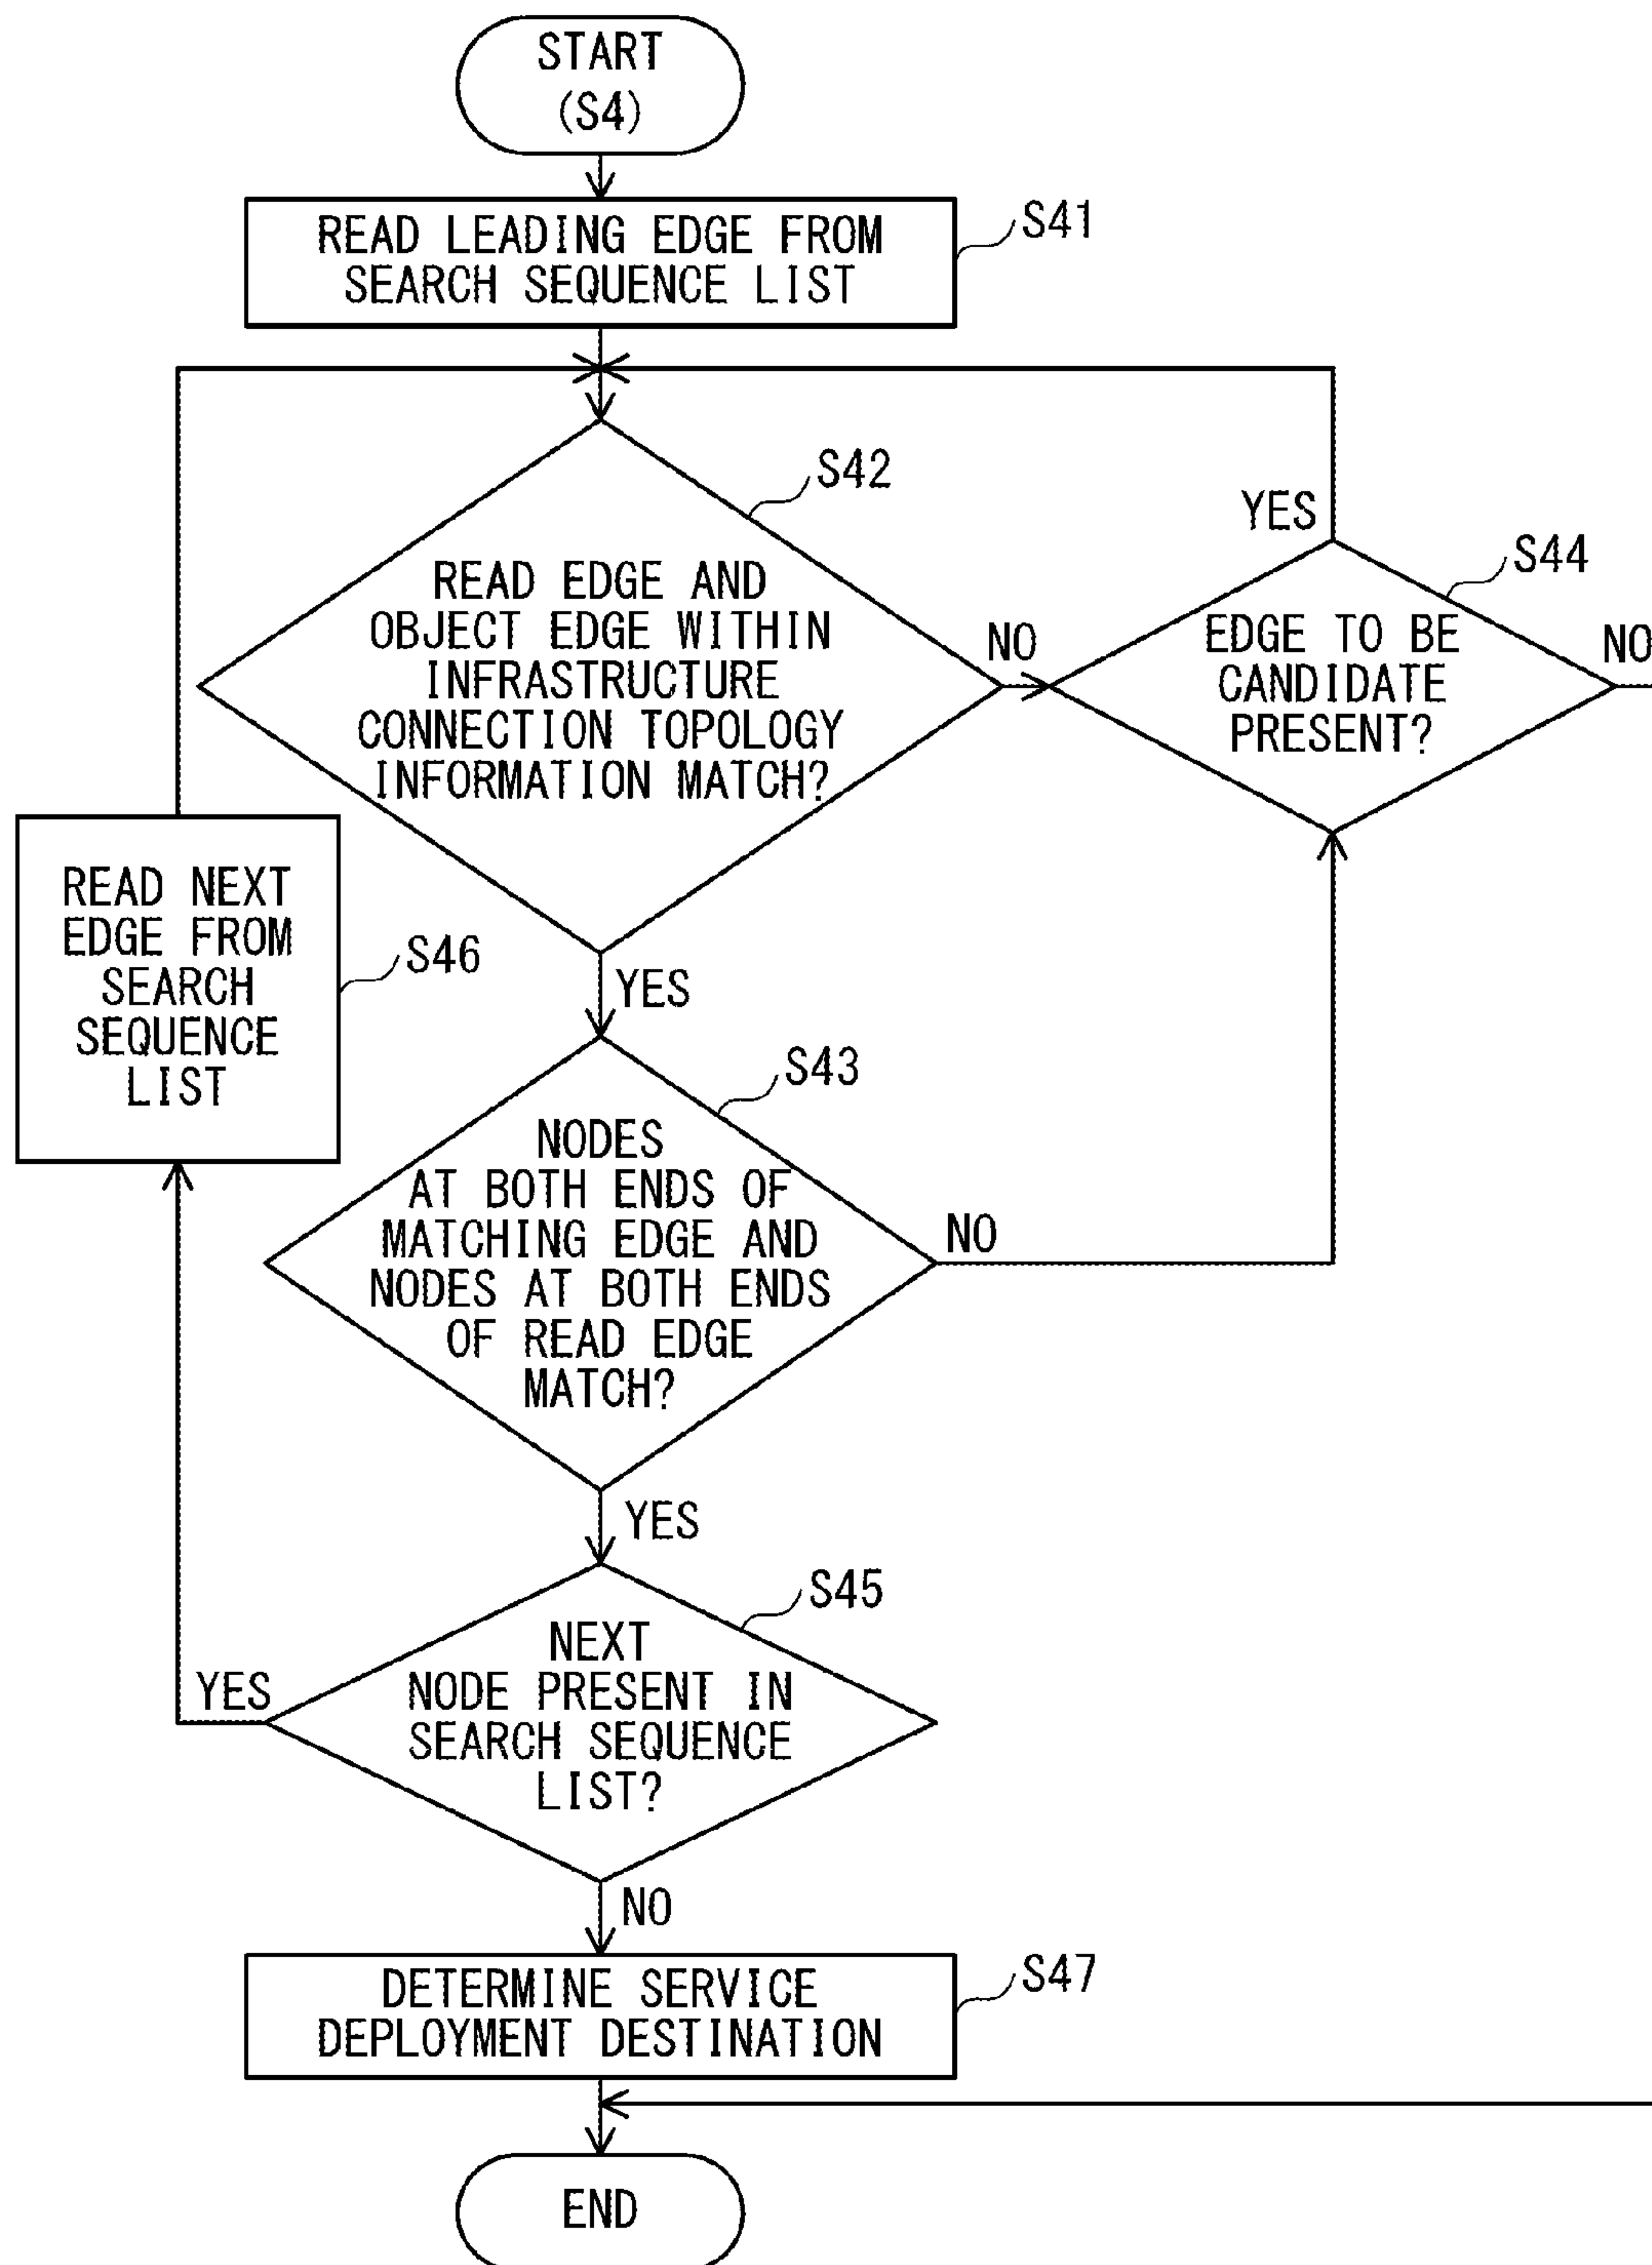 START
(S4)
READ LEADING EDGE FROM
SEARCH SEQUENCE LIST
S41
S42
READ EDGE AND
OBJECT EDGE WITHIN
INFRASTRUCTURE
CONNECTION TOPOLOGY
INFORMATION MATCH?
NO
YES
S44
EDGE TO BE
CANDIDATE
PRESENT?
NO
READ NEXT
EDGE FROM
SEARCH
SEQUENCE
LIST
S46
YES
S43
NODES
AT BOTH ENDS OF
MATCHING EDGE AND
NODES AT BOTH ENDS
OF READ EDGE
MATCH?
NO
YES
S45
NEXT
NODE PRESENT IN
SEARCH SEQUENCE
LIST?
YES
NO
DETERMINE SERVICE
DEPLOYMENT DESTINATION
S47
END